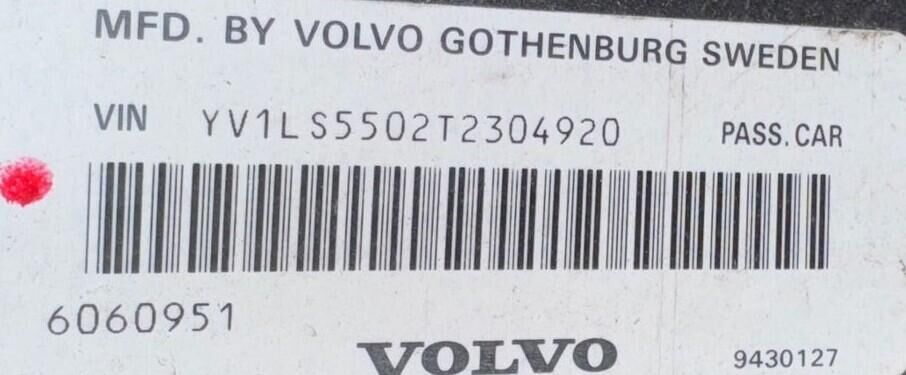 MFD. BY VOLVO GOTHENBURG SWEDEN
VIN YV1LS5502T2304920 PASS. CAR
6060951
VOLVO 9430127